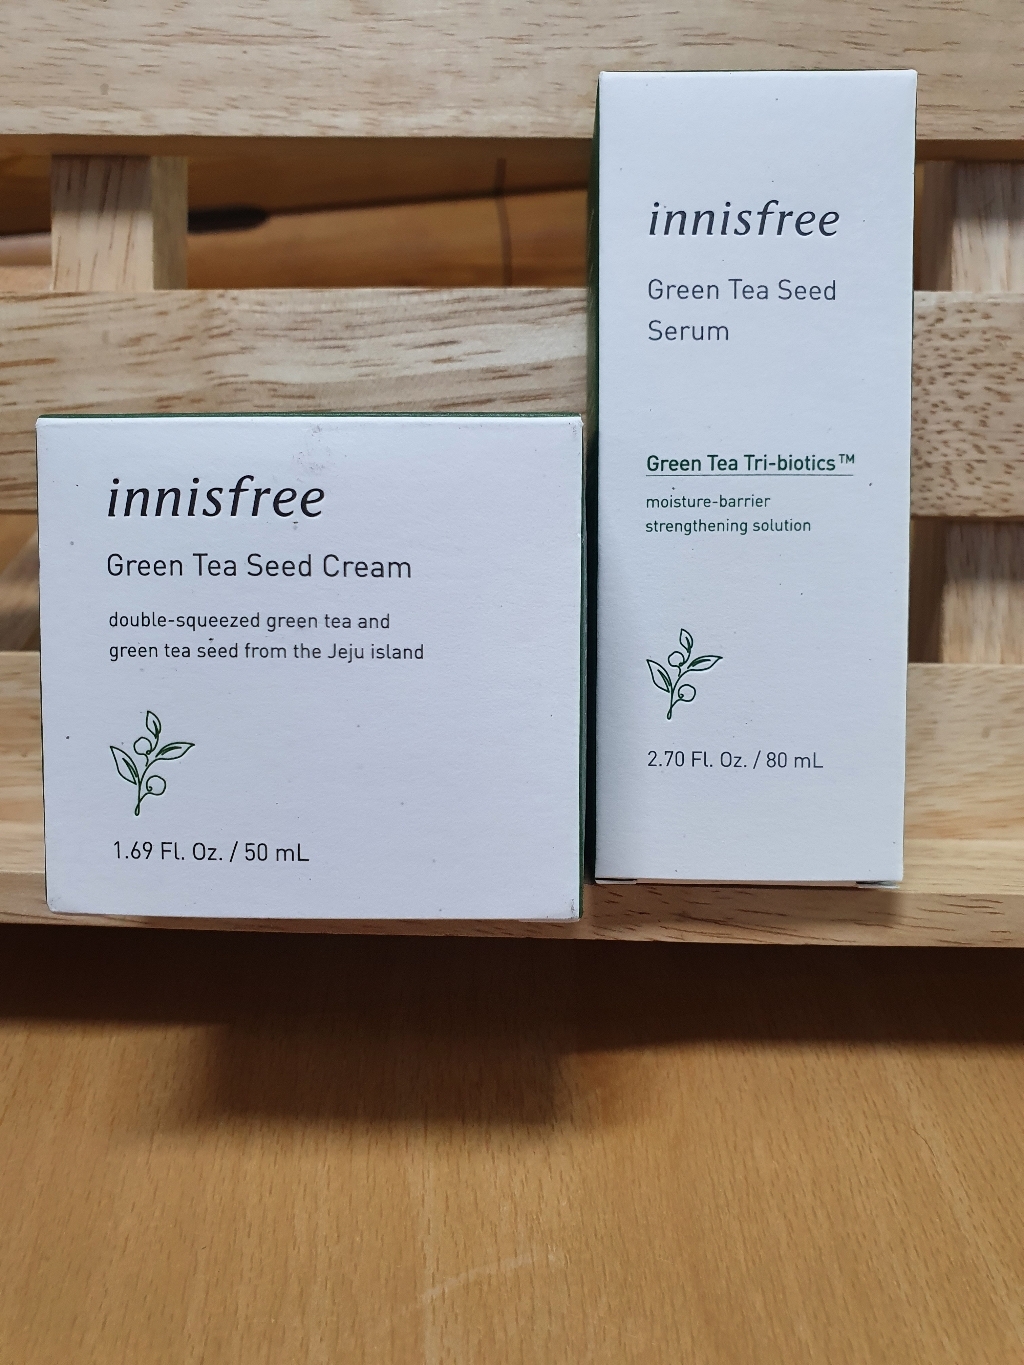 innisfree
Green Tea Seed Cream
double-squeezed green tea and
green tea seed from the Jeju island
1.69 Fl. Oz. / 50 mL
innisfree
Green Tea Seed
Serum
Green Tea Tri-biotics™
moisture-barrier
strengthening solution
2.70 Fl. Oz. / 80 mL